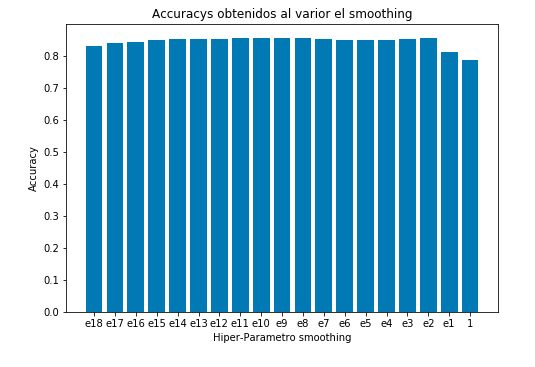 Accuracys obtenidos al varior el smoothing
Accuracy
0.8
0.7
0.6
0.5
0.4
0.3
0.2
0.1
0.0
e18 e17 e16 e15 e14 e13 e12 e11 e10 e9 e8 e7 e6 e5 e4 e3 e2 e1 1
Hiper-Parametro smoothing